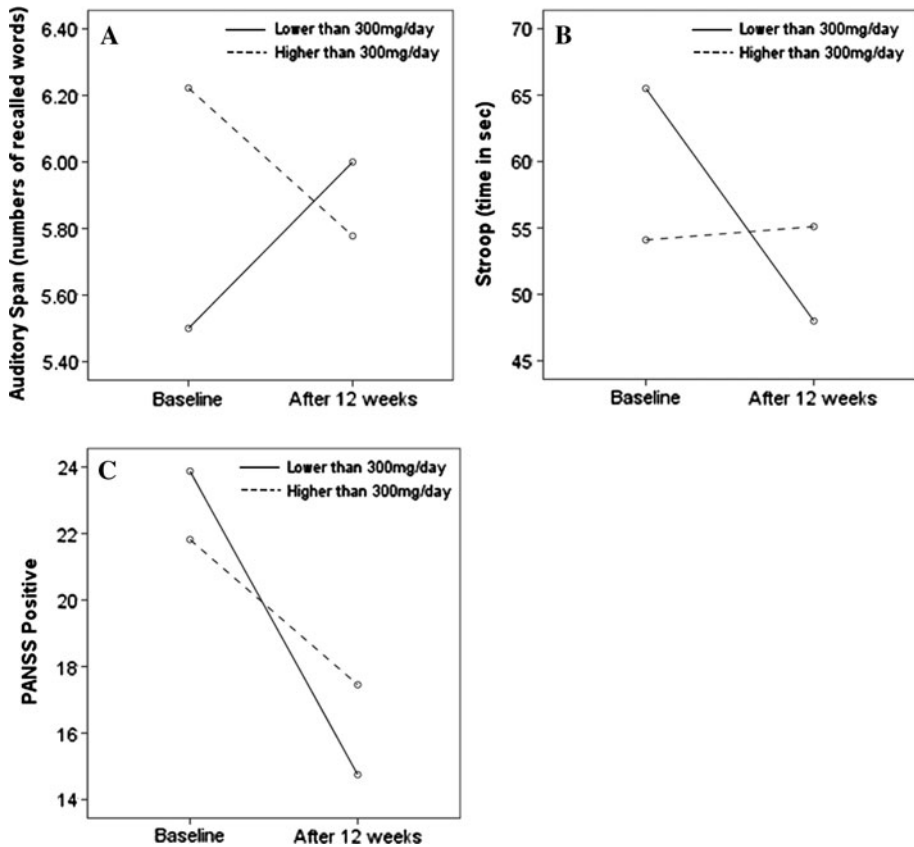 A
Lower than 300mg/day
Higher than 300mg/day
Auditory Span (numbers of recalled words)
6.40
6.20
6.00
5.80
5.60
5.40
Baseline
After 12 weeks
B
Lower than 300mg/day
Higher than 300mg/day
Stroop (time in sec)
70
65
60
55
50
45
Baseline
After 12 weeks
C
Lower than 300mg/day
Higher than 300mg/day
PANSS Positive
24
22
20
18
16
14
Baseline
After 12 weeks